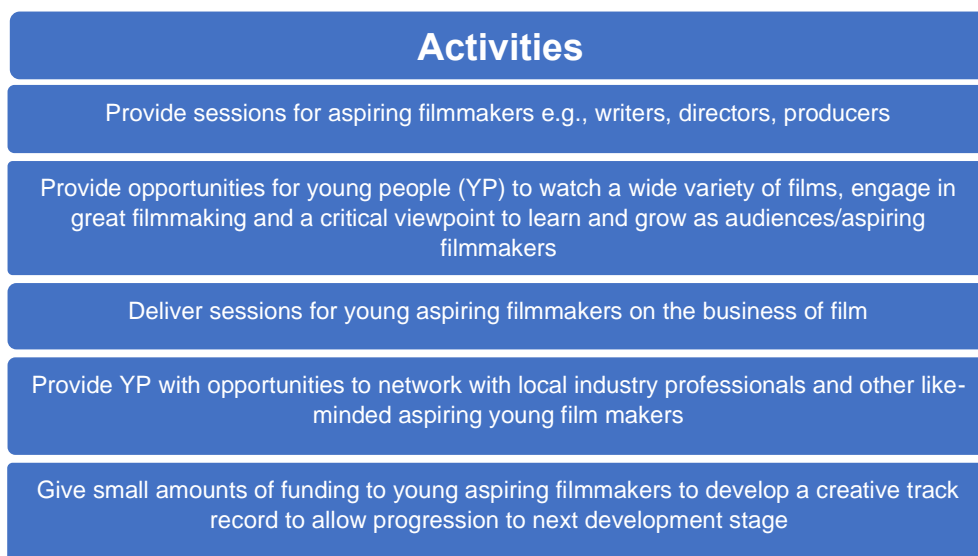 Activities
Provide sessions for aspiring filmmakers e.g., writers, directors, producers
Provide opportunities for young people (YP) to watch a wide variety of films, engage in
great filmmaking and a critical viewpoint to learn and grow as audiences/aspiring
filmmakers
Deliver sessions for young aspiring filmmakers on the business of film
Provide YP with opportunities to network with local industry professionals and other like-
minded aspiring young film makers
Give small amounts of funding to young aspiring filmmakers to develop a creative track
record to allow progression to next development stage